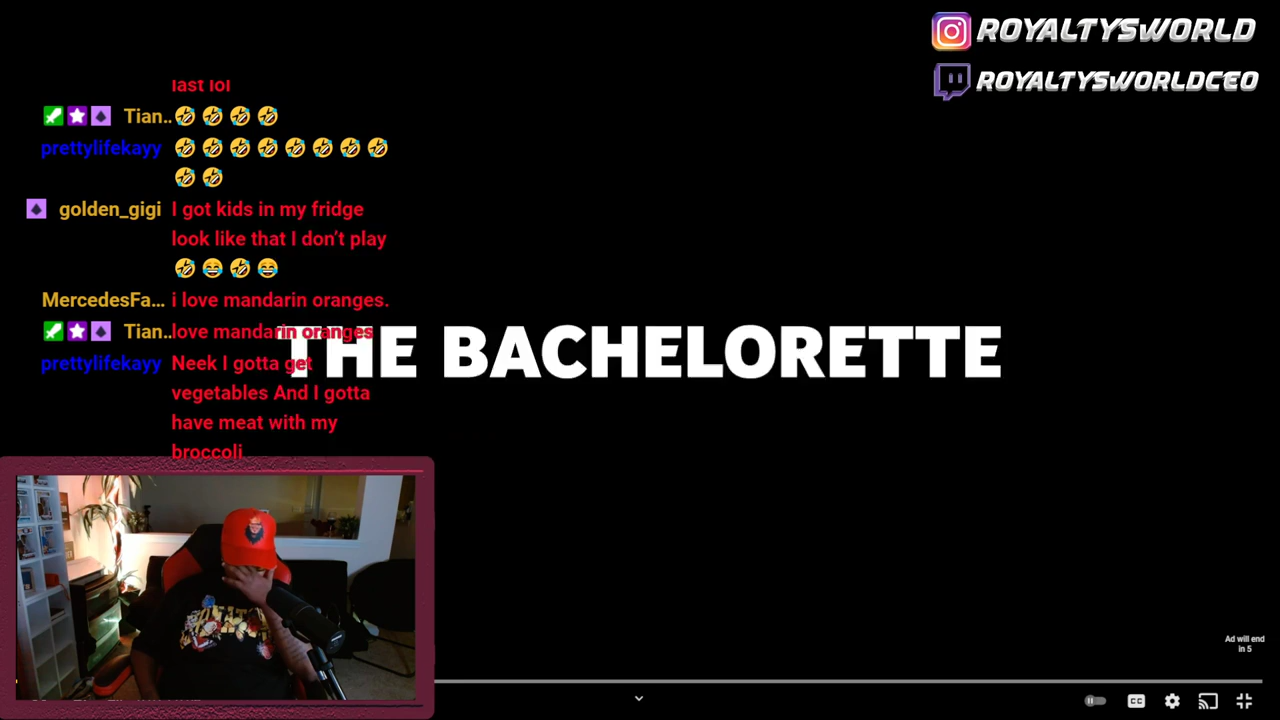 ROYALTYSWORLD
ROYALTYSWORLDCEO
last lol
Tian.. 🤣 🤣 🤣 🤣
prettylifekayy 🤣 🤣 🤣 🤣 🤣 🤣 🤣 🤣
🤣 🤣
golden_gigi I got kids in my fridge
look like that I don’t play
🤣 😂 🤣 😂
MercedesFa... i love mandarin oranges.
Tian.. love mandarin oranges
prettylifekayy Neek I gotta get
vegetables And I gotta
have meat with my
broccoli
THE BACHELORETTE
Ad will end
in 5
CC